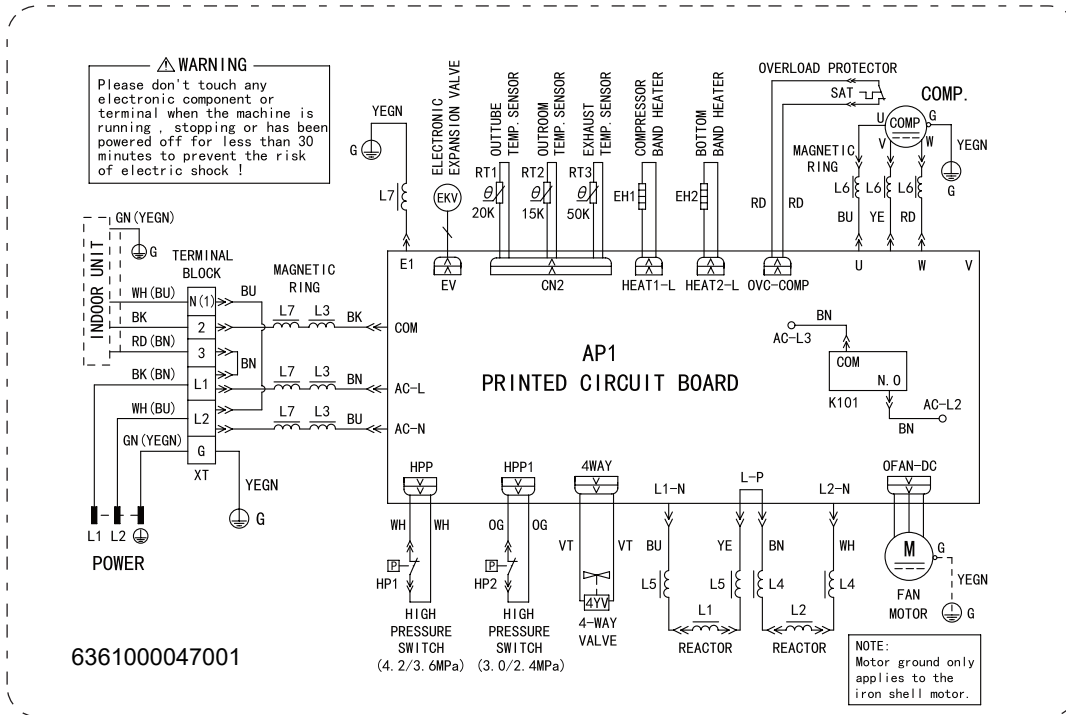 WARNING
Please don't touch any
electronic component or
terminal when the machine is
running , stopping or has been
powered off for less than 30
minutes to prevent the risk
of electric shock !
YEGN
G
L7
E1
ELECTRONIC
EXPANSION VALVE
EKV
EV
OUTTUBE
TEMP. SENSOR
RT1
θ
20K
OUTROOM
TEMP. SENSOR
RT2
θ
15K
EXHAUST
TEMP. SENSOR
RT3
θ
50K
CN2
COMPRESSOR
BAND HEATER
EH1
HEAT1-L
BOTTOM
BAND HEATER
EH2
HEAT2-L
OVERLOAD PROTECTOR
SAT
RD
RD
OVC-COMP
COMP.
COMP
U
V
W
G
YEGN
G
MAGNETIC
RING
L6
L6
L6
BU
YE
RD
U
W
V
INDOOR UNIT
GN(YEGN)
G
TERMINAL
BLOCK
MAGNETIC
RING
WH(BU)
N(1)
BU
BK
2
L7
L3
BK
COM
RD(BN)
3
BN
BK(BN)
L1
L7
L3
BN
AC-L
WH(BU)
L2
L7
L3
BU
AC-N
GN(YEGN)
G
XT
YEGN
G
L1
L2
POWER
AP1
PRINTED CIRCUIT BOARD
AC-L3
BN
COM
N.O
K101
AC-L2
BN
HPP
WH
WH
P
HP1
HIGH
PRESSURE
SWITCH
(4.2/3.6MPa)
HPP1
OG
OG
P
HP2
HIGH
PRESSURE
SWITCH
(3.0/2.4MPa)
4WAY
VT
VT
4YV
4-WAY
VALVE
L1-N
L-P
L2-N
BU
YE
BN
WH
L5
L5
L4
L4
L1
L2
REACTOR
REACTOR
OFAN-DC
M
G
YEGN
G
FAN
MOTOR
NOTE:
Motor ground only
applies to the
iron shell motor.
6361000047001